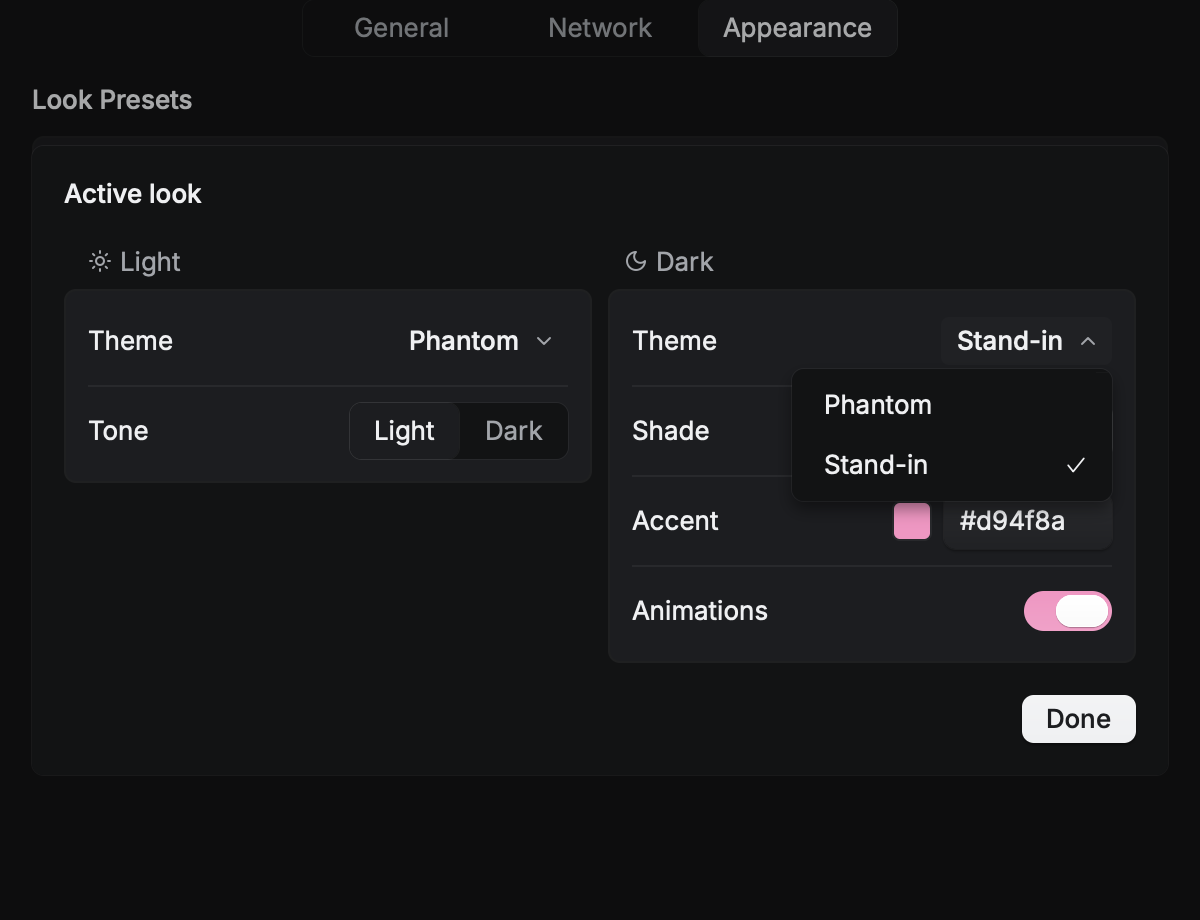 General Network Appearance
Look Presets
Active look
Light
Theme Phantom
Tone Light Dark
Dark
Theme Stand-in
Phantom
Shade
Stand-in
Accent #d94f8a
Animations
Done